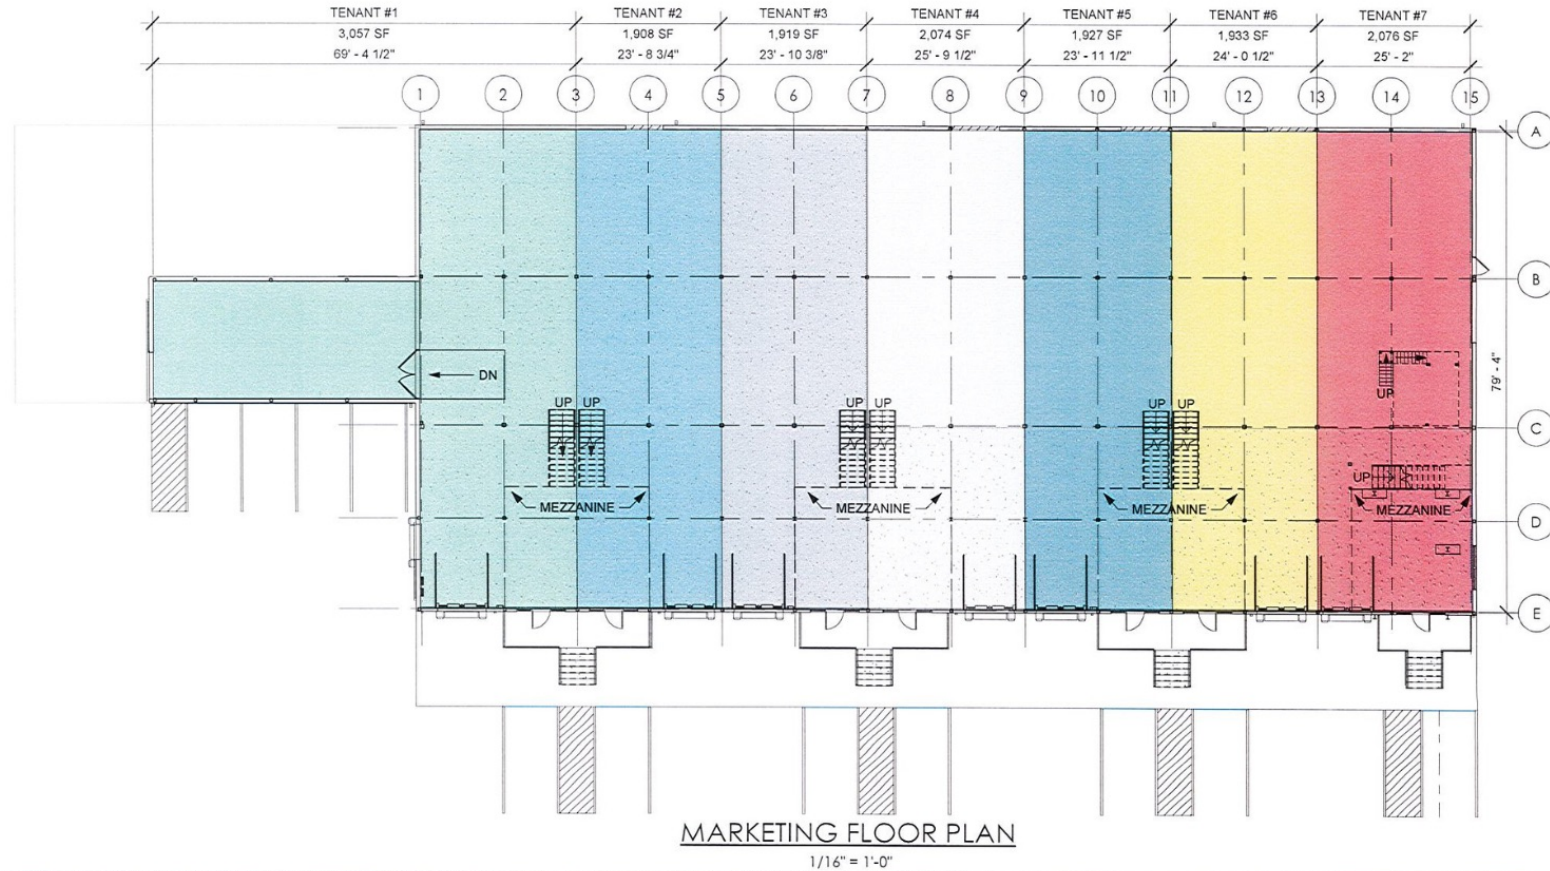 TENANT #1
3,057 SF
69' - 4 1/2"
TENANT #2
1,908 SF
23' - 8 3/4"
TENANT #3
1,919 SF
23' - 10 3/8"
TENANT #4
2,074 SF
25' - 9 1/2"
TENANT #5
1,927 SF
23' - 11 1/2"
TENANT #6
1,933 SF
24' - 0 1/2"
TENANT #7
2,076 SF
25' - 2"
1
2
3
4
5
6
7
8
9
10
11
12
13
14
15
A
B
C
D
E
79' - 4"
DN
UP
UP
UP
UP
UP
UP
UP
UP
MEZZANINE
MEZZANINE
MEZZANINE
MEZZANINE
MARKETING FLOOR PLAN
1/16" = 1'-0"